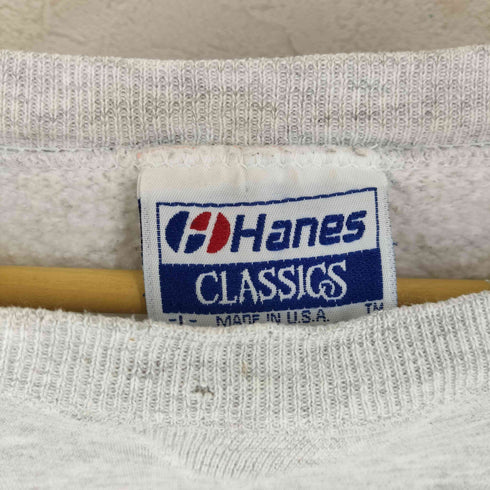 Hanes
CLASSICS
TM
-L- MADE IN U.S.A.